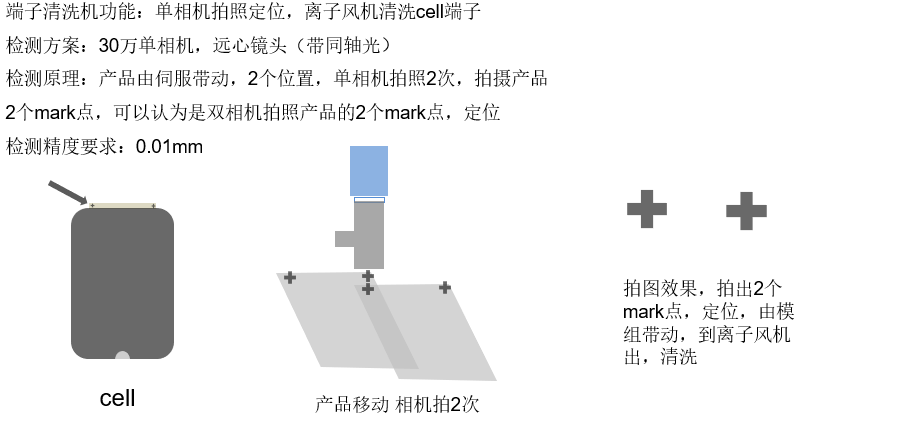 端子清洗机功能：单相机拍照定位，离子风机清洗cell端子
检测方案：30万单相机，远心镜头（带同轴光）
检测原理：产品由伺服带动，2个位置，单相机拍照2次，拍摄产品
2个mark点，可以认为是双相机拍照产品的2个mark点，定位
检测精度要求：0.01mm
拍图效果，拍出2个
mark点，定位，由模
组带动，到离子风机
出，清洗
cell
产品移动 相机拍2次